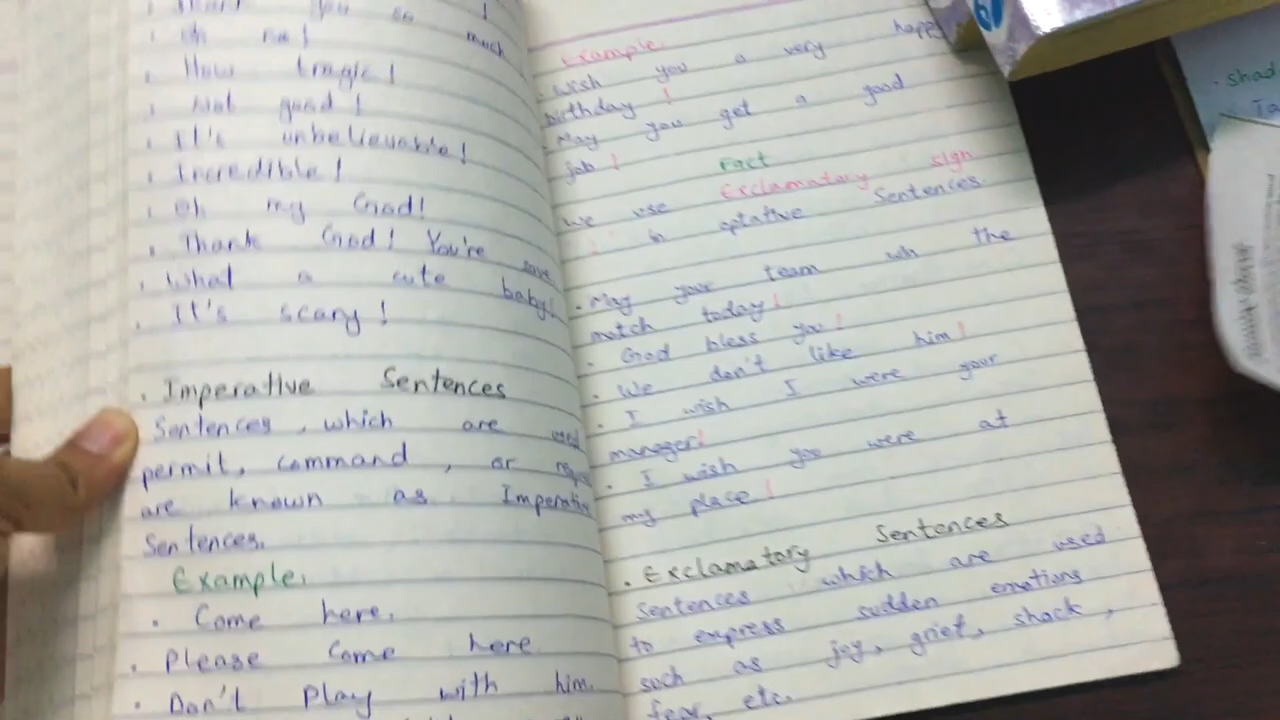 you so
much
Oh no!
How tragic!
Not good!
It's unbelievable!
Incredible!
Oh my God!
Thank God! You're save
What a cute baby!
It's scary!
. Imperative Sentences
Sentences, which are used
permit, command, or
are known as Imperative
Sentences.
Example.
. Come here.
. Please come here
. Don't play with him.
Example
. Wish you a very happy
birthday !
. May you get a good
job !
Fact
we use Exclamatory sign
in optative Sentences.
. May your team win the
match today!
. God bless you!
. We don't like him!
. I wish I were your
manager!
. I wish you were at
my place !
. Exclamatory Sentences
Sentences which are used
to express sudden emotions
such as joy, grief, shock,
fear, etc.
shad